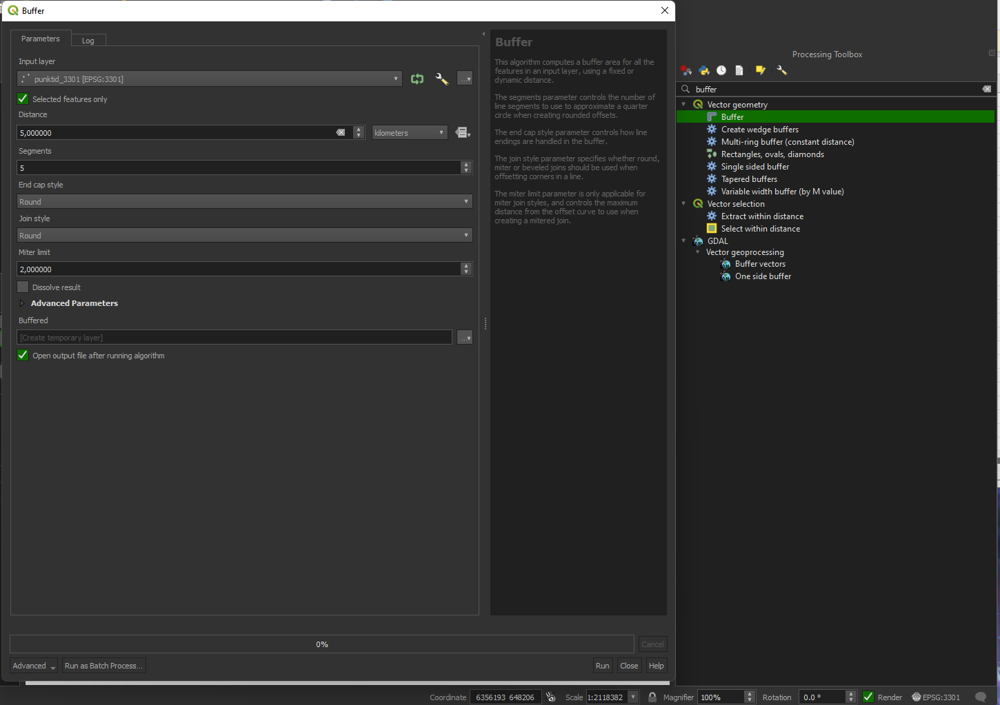 Buffer
Parameters
Log
Input layer
punktid_3301 [EPSG:3301]
...
Selected features only
Distance
5,000000
kilometers
Segments
5
End cap style
Round
Join style
Round
Miter limit
2,000000
Dissolve result
Advanced Parameters
Buffered
[Create temporary layer]
...
Open output file after running algorithm
Buffer
This algorithm computes a buffer area for all the
features in an input layer, using a fixed or
dynamic distance.
The segments parameter controls the number of
line segments to use to approximate a quarter
circle when creating rounded offsets.
The end cap style parameter controls how line
endings are handled in the buffer.
The join style parameter specifies whether round,
miter or beveled joins should be used when
offsetting corners in a line.
The miter limit parameter is only applicable for
miter join styles, and controls the maximum
distance from the offset curve to use when
creating a mitered join.
0%
Cancel
Advanced
Run as Batch Process...
Run
Close
Help
Processing Toolbox
buffer
Vector geometry
Buffer
Create wedge buffers
Multi-ring buffer (constant distance)
Rectangles, ovals, diamonds
Single sided buffer
Tapered buffers
Variable width buffer (by M value)
Vector selection
Extract within distance
Select within distance
GDAL
Vector geoprocessing
Buffer vectors
One side buffer
Coordinate 6356193 648206 Scale 1:2118382 Magnifier 100% Rotation 0.0 ° Render EPSG:3301